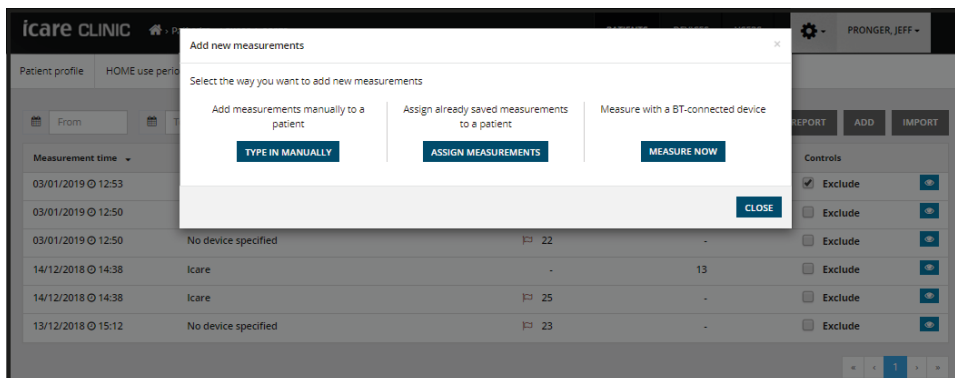 icare CLINIC
PRONGER, JEFF
Add new measurements
×
Patient profile
HOME use perio
Select the way you want to add new measurements
Add measurements manually to a
patient
TYPE IN MANUALLY
Assign already saved measurements
to a patient
ASSIGN MEASUREMENTS
Measure with a BT-connected device
MEASURE NOW
CLOSE
From
T
REPORT
ADD
IMPORT
Measurement time
Controls
03/01/2019 12:53
Exclude
03/01/2019 12:50
Exclude
03/01/2019 12:50 No device specified 22 - Exclude
14/12/2018 14:38 Icare - 13 Exclude
14/12/2018 14:38 Icare 25 - Exclude
13/12/2018 15:12 No device specified 23 - Exclude
« ‹ 1 › »